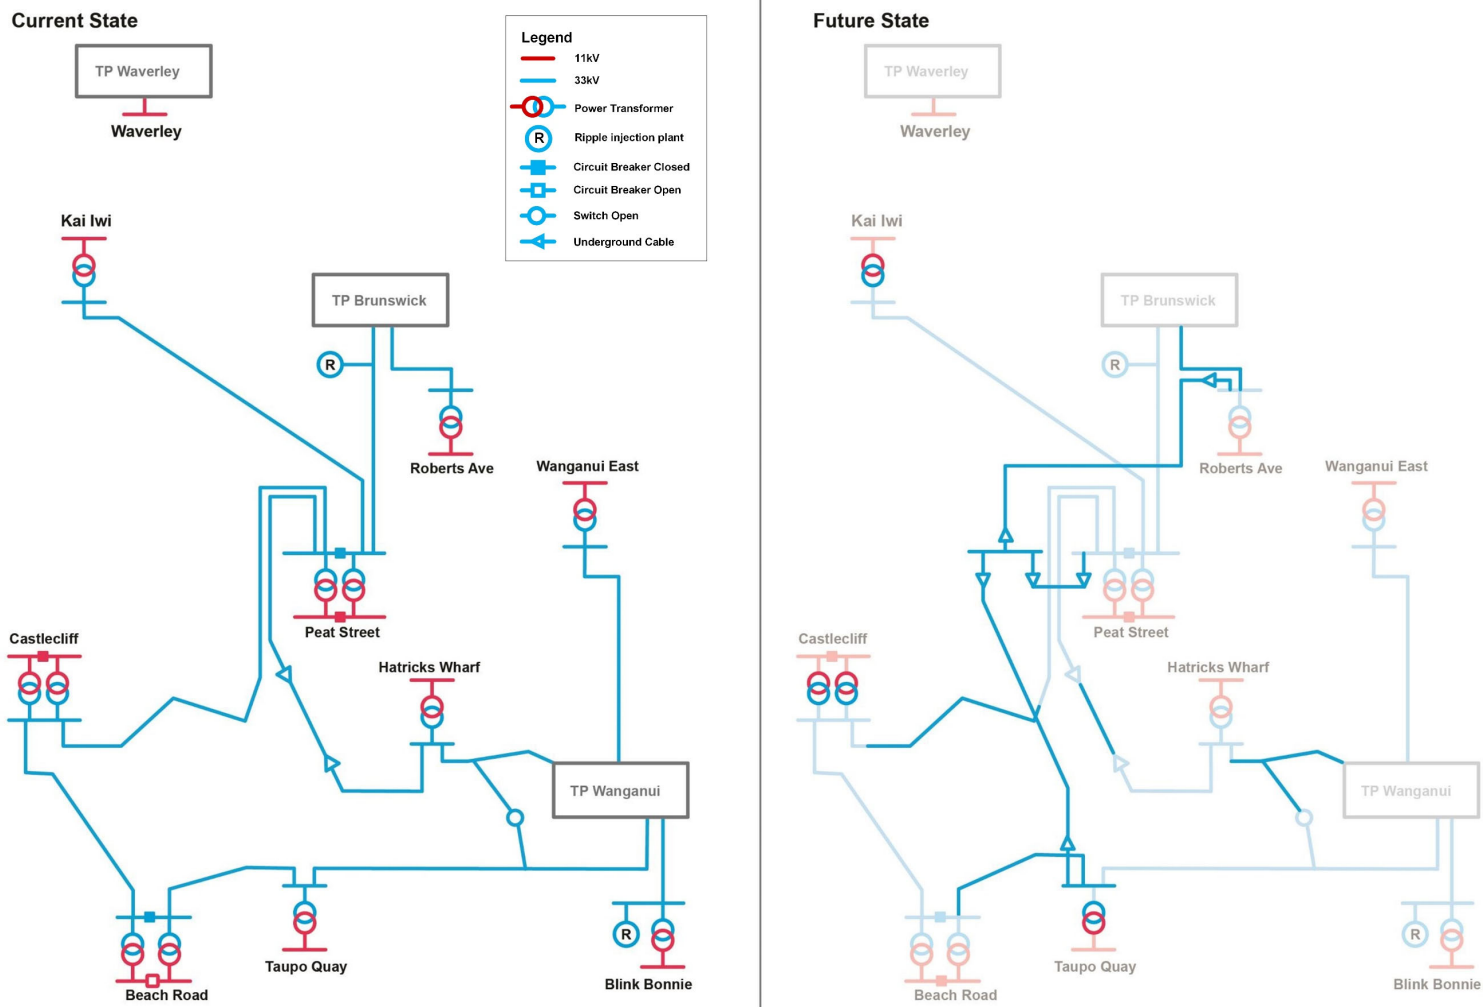 Current State
TP Waverley
Waverley
Legend
11kV
33kV
Power Transformer
R
Ripple injection plant
Circuit Breaker Closed
Circuit Breaker Open
Switch Open
Underground Cable
Kai Iwi
TP Brunswick
R
Roberts Ave
Wanganui East
Peat Street
Castlecliff
Hatricks Wharf
TP Wanganui
Taupo Quay
R
Beach Road
Blink Bonnie
Future State
TP Waverley
Waverley
Kai Iwi
TP Brunswick
R
Roberts Ave
Wanganui East
Peat Street
Castlecliff
Hatricks Wharf
TP Wanganui
Taupo Quay
R
Beach Road
Blink Bonnie